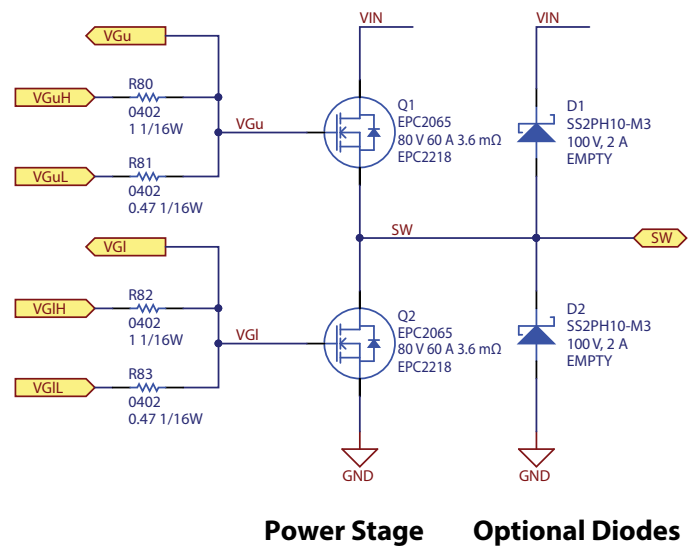 VGu
VIN
VIN
R80
VGuH
0402
1 1/16W
Q1
EPC2065
80 V 60 A 3.6 mΩ
EPC2218
D1
SS2PH10-M3
100 V, 2 A
EMPTY
VGu
R81
VGuL
0402
0.47 1/16W
SW
SW
VGl
R82
VGlH
0402
1 1/16W
Q2
EPC2065
80 V 60 A 3.6 mΩ
EPC2218
D2
SS2PH10-M3
100 V, 2 A
EMPTY
VGl
R83
VGlL
0402
0.47 1/16W
GND
GND
Power Stage
Optional Diodes